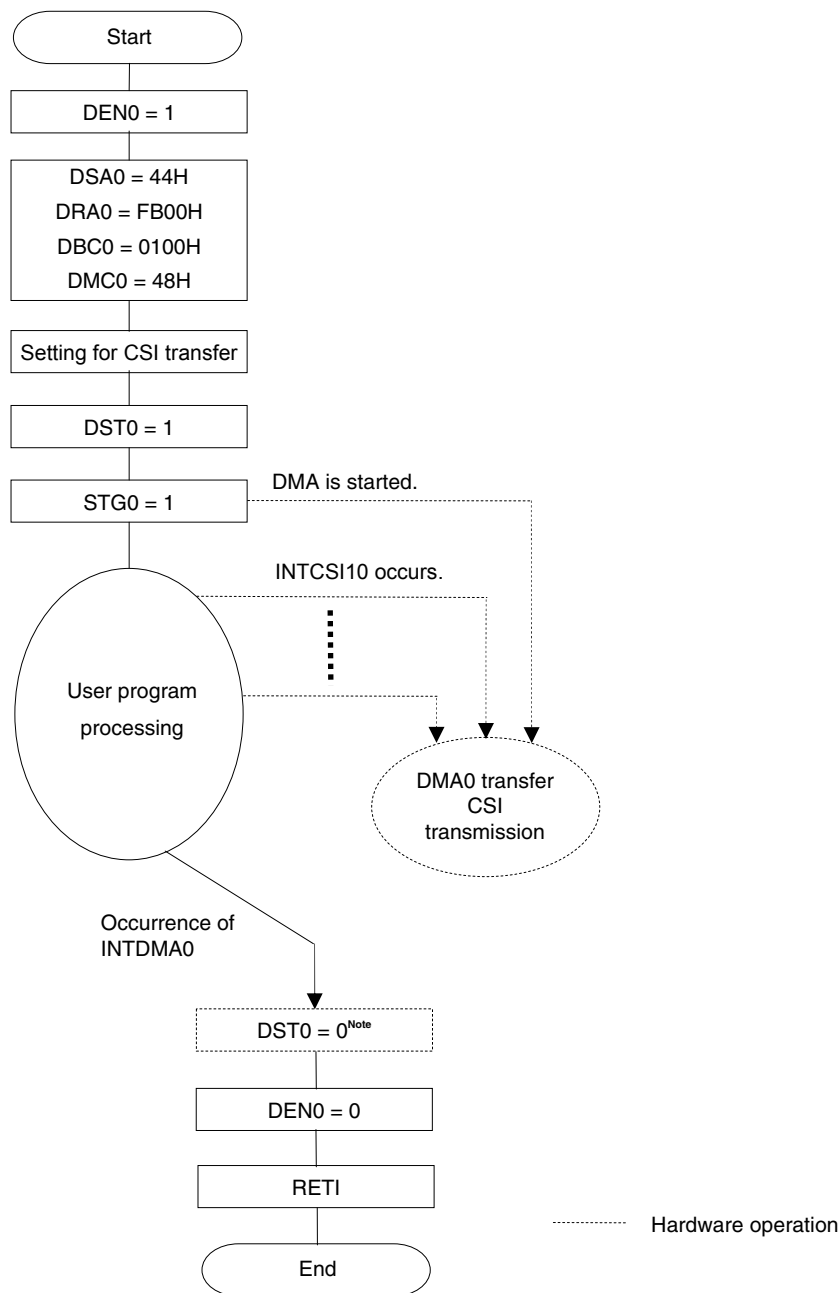 Start
DEN0 = 1
DSA0 = 44H
DRA0 = FB00H
DBC0 = 0100H
DMC0 = 48H
Setting for CSI transfer
DST0 = 1
STG0 = 1
DMA is started.
INTCSI10 occurs.
User program
processing
DMA0 transfer
CSI
transmission
Occurrence of
INTDMA0
DST0 = 0Note
DEN0 = 0
RETI
End
Hardware operation